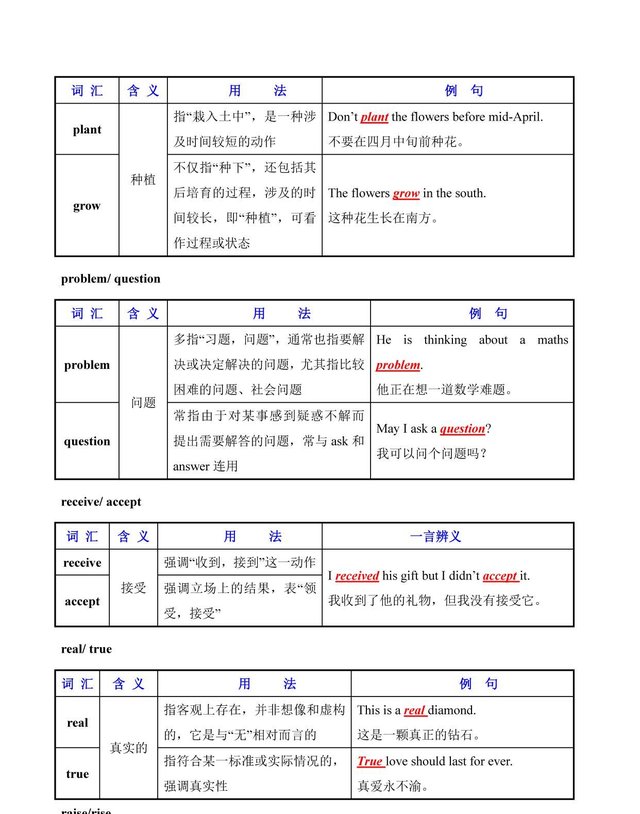 词 汇 含 义 用 法 例 句
plant 种植 指“栽入土中”，是一种涉 Don’t plant the flowers before mid-April.
及时间较短的动作 不要在四月中旬前种花。
grow 不仅指“种下”，还包括其
后培育的过程，涉及的时 The flowers grow in the south.
间较长，即“种植”，可看 这种花生长在南方。
作过程或状态
problem/ question
词 汇 含 义 用 法 例 句
problem 问题 多指“习题，问题”，通常也指要解 He is thinking about a maths
决或决定解决的问题，尤其指比较 problem.
困难的问题、社会问题 他正在想一道数学难题。
question 常指由于对某事感到疑惑不解而
提出需要解答的问题，常与 ask 和 May I ask a question?
answer 连用 我可以问个问题吗？
receive/ accept
词 汇 含 义 用 法 一言辨义
receive 接受 强调“收到，接到”这一动作 I received his gift but I didn’t accept it.
accept 强调立场上的结果，表“领 我收到了他的礼物，但我没有接受它。
受，接受”
real/ true
词 汇 含 义 用 法 例 句
real 真实的 指客观上存在，并非想像和虚构 This is a real diamond.
的，它是与“无”相对而言的 这是一颗真正的钻石。
true 指符合某一标准或实际情况的， True love should last for ever.
强调真实性 真爱永不渝。
raise/rise